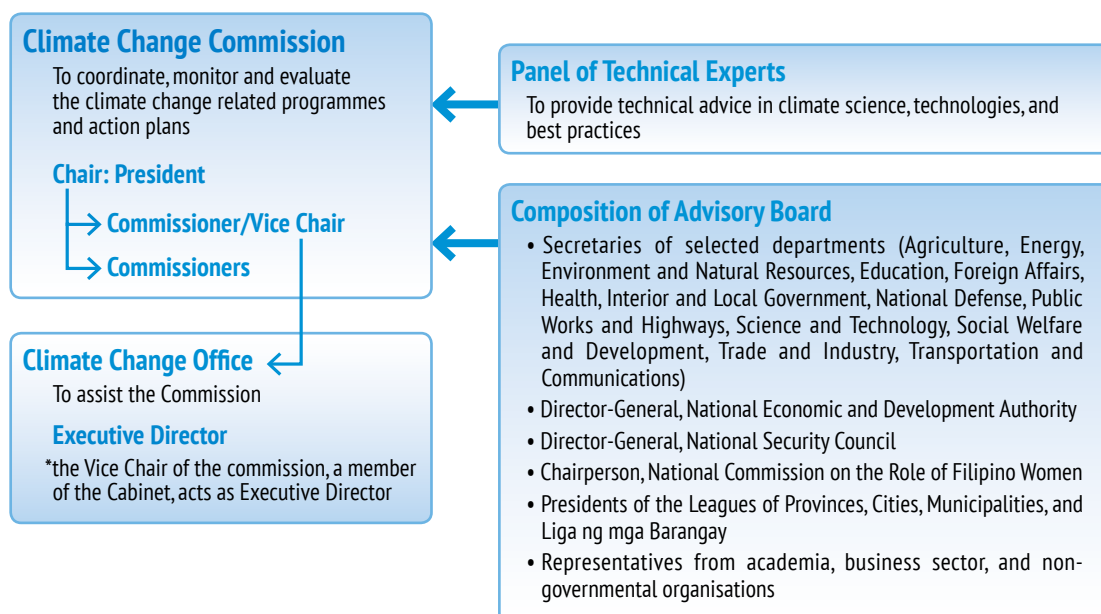 Climate Change Commission
To coordinate, monitor and evaluate
the climate change related programmes
and action plans
Chair: President
Commissioner/Vice Chair
Commissioners
Climate Change Office
To assist the Commission
Executive Director
*the Vice Chair of the commission, a member
of the Cabinet, acts as Executive Director
Panel of Technical Experts
To provide technical advice in climate science, technologies, and
best practices
Composition of Advisory Board
• Secretaries of selected departments (Agriculture, Energy,
Environment and Natural Resources, Education, Foreign Affairs,
Health, Interior and Local Government, National Defense, Public
Works and Highways, Science and Technology, Social Welfare
and Development, Trade and Industry, Transportation and
Communications)
• Director-General, National Economic and Development Authority
• Director-General, National Security Council
• Chairperson, National Commission on the Role of Filipino Women
• Presidents of the Leagues of Provinces, Cities, Municipalities, and
Liga ng mga Barangay
• Representatives from academia, business sector, and non-
governmental organisations